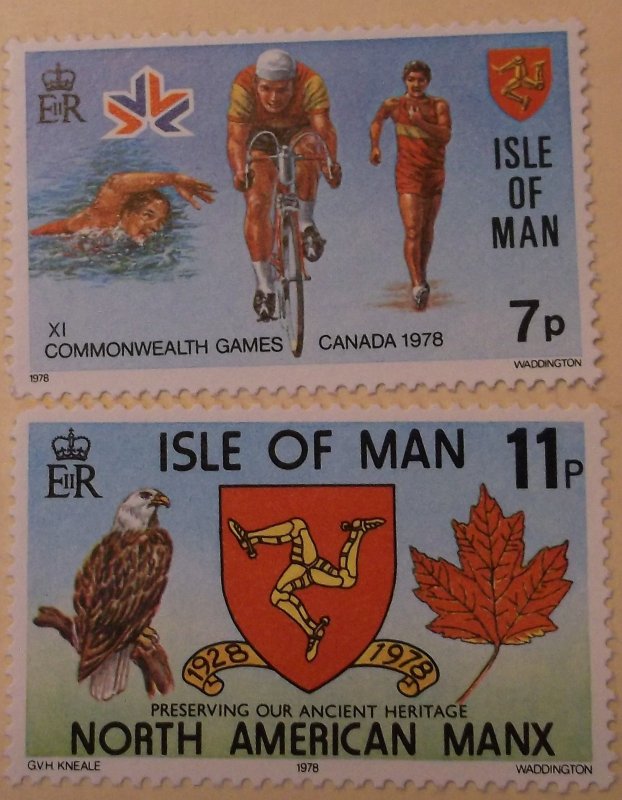 EIIR
ISLE
OF
MAN
7p
XI
COMMONWEALTH GAMES CANADA 1978
1978 WADDINGTON
EIIR
ISLE OF MAN 11P
1928 1978
PRESERVING OUR ANCIENT HERITAGE
NORTH AMERICAN MANX
G.V.H. KNEALE 1978 WADDINGTON